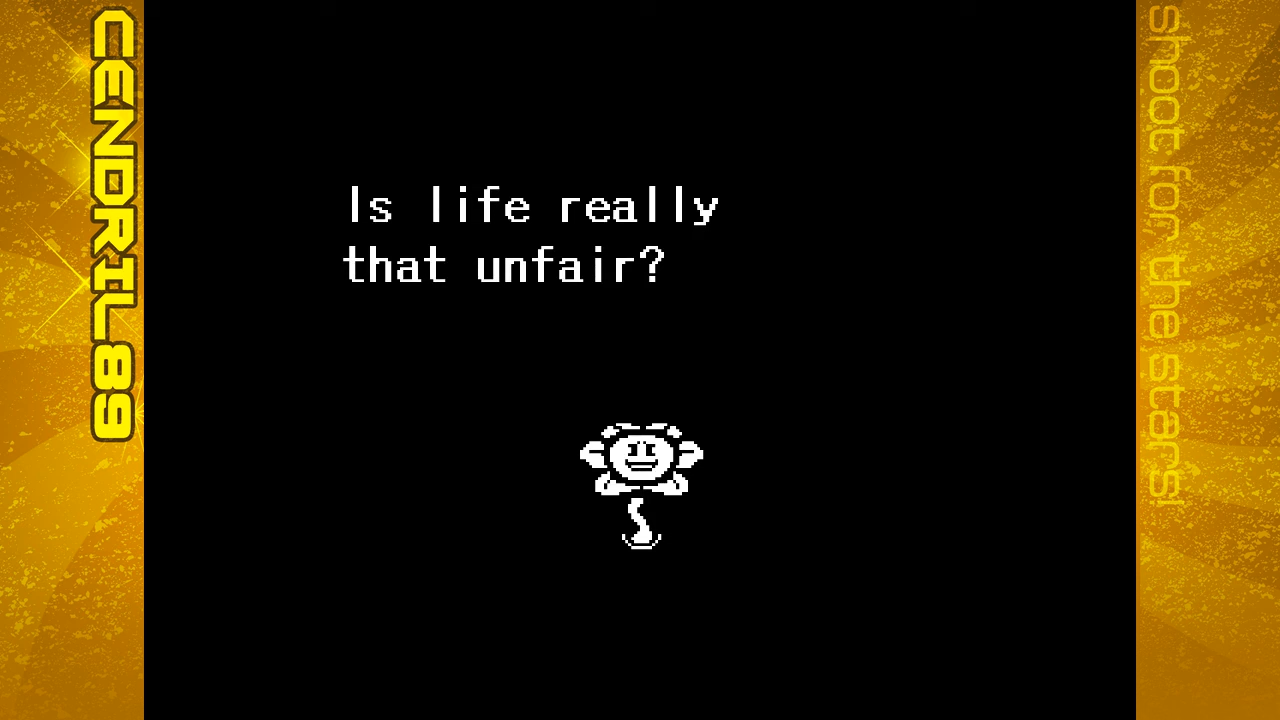 CENDRIL89
Is life really
that unfair?
shoot for the stars!